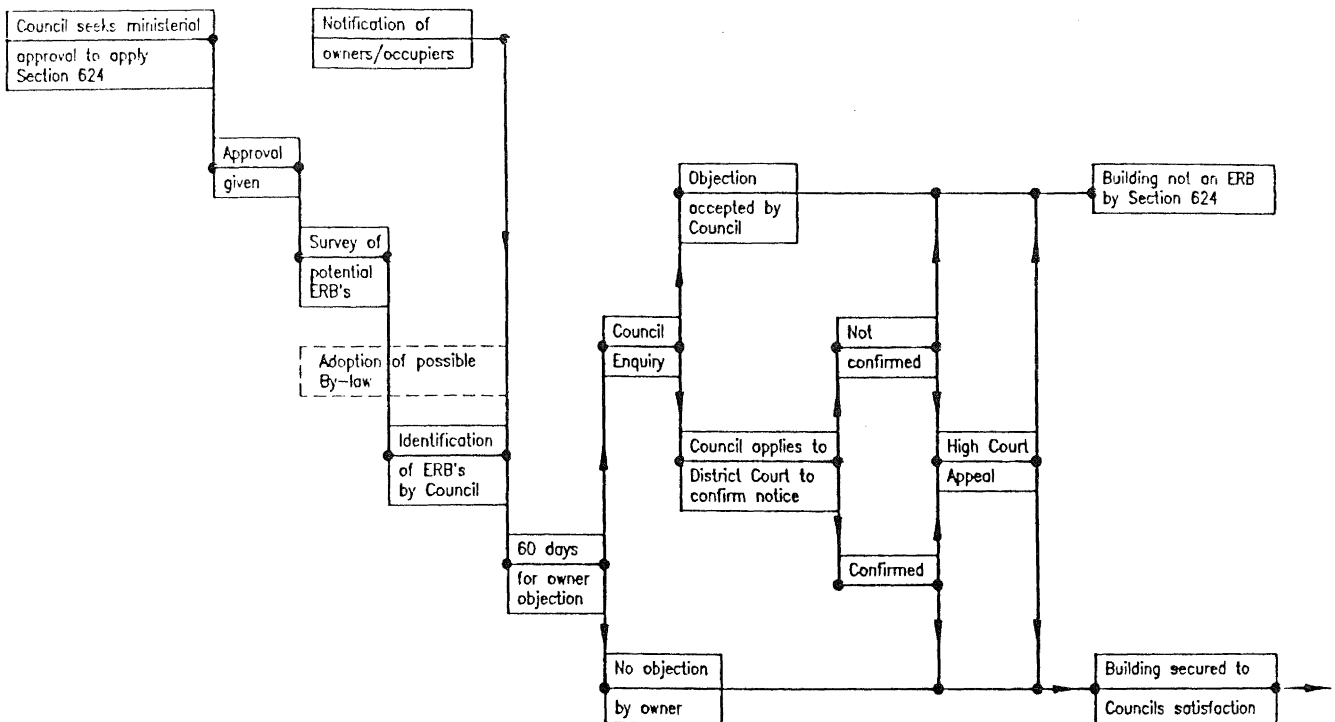 Council seeks ministerial
approval to apply
Section 624
Notification of
owners/occupiers
Approval
given
Survey of
potential
ERB's
Adoption of possible
By-law
Identification
of ERB's
by Council
60 days
for owner
objection
No objection
by owner
Council
Enquiry
Objection
accepted by
Council
Council applies to
District Court to
confirm notice
Not
confirmed
Confirmed
High Court
Appeal
Building not an ERB
by Section 624
Building secured to
Councils satisfaction